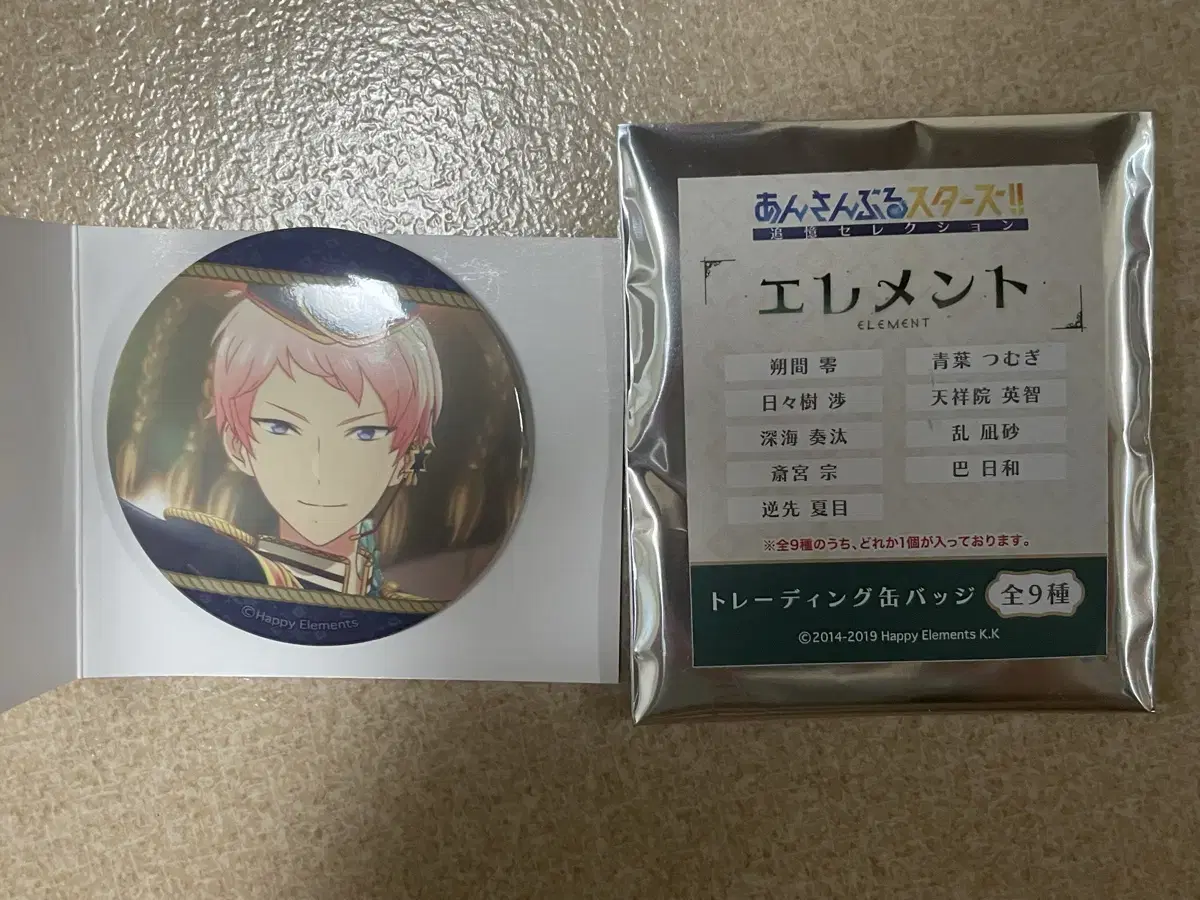 ©Happy Elements
あんさんぶるスターズ!!
追憶セレクション
エレメント
ELEMENT
朔間 零
青葉 つむぎ
日々樹 渉
天祥院 英智
深海 奏汰
乱 凪砂
斎宮 宗
巴 日和
逆先 夏目
※全9種のうち、どれか1個が入っております。
トレーディング缶バッジ 全9種
©2014-2019 Happy Elements K.K